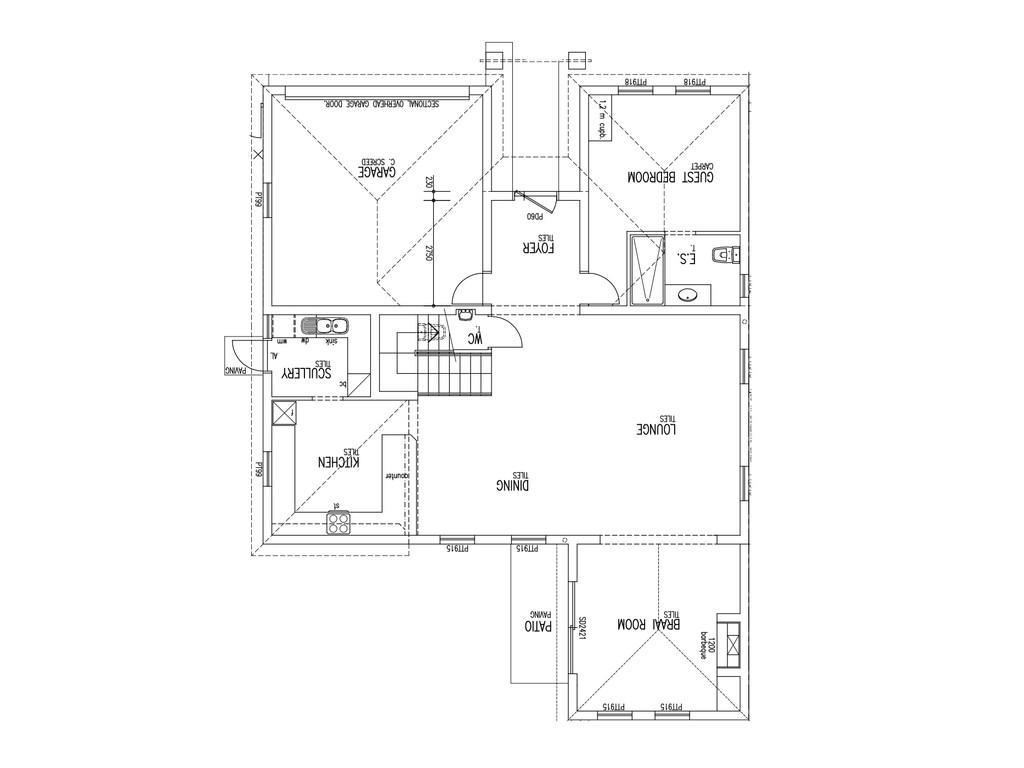 PTT918
PTT918
SECTIONAL OVERHEAD GARAGE DOOR.
1.2 m cupb.
GARAGE
C. SCREED
GUEST BEDROOM
CARPET
230
PT99
PD60
FOYER
TILES
2750
E.S.
T.
WC
T.
sink
dw
wm
AL
PAVING
SCULLERY
TILES
bc
LOUNGE
TILES
KITCHEN
TILES
f
PT99
counter
DINING
TILES
st
PTT915
PTT915
PATIO
PAVING
SD2421
BRAAI ROOM
TILES
1200
barbeque
PTT915
PTT915